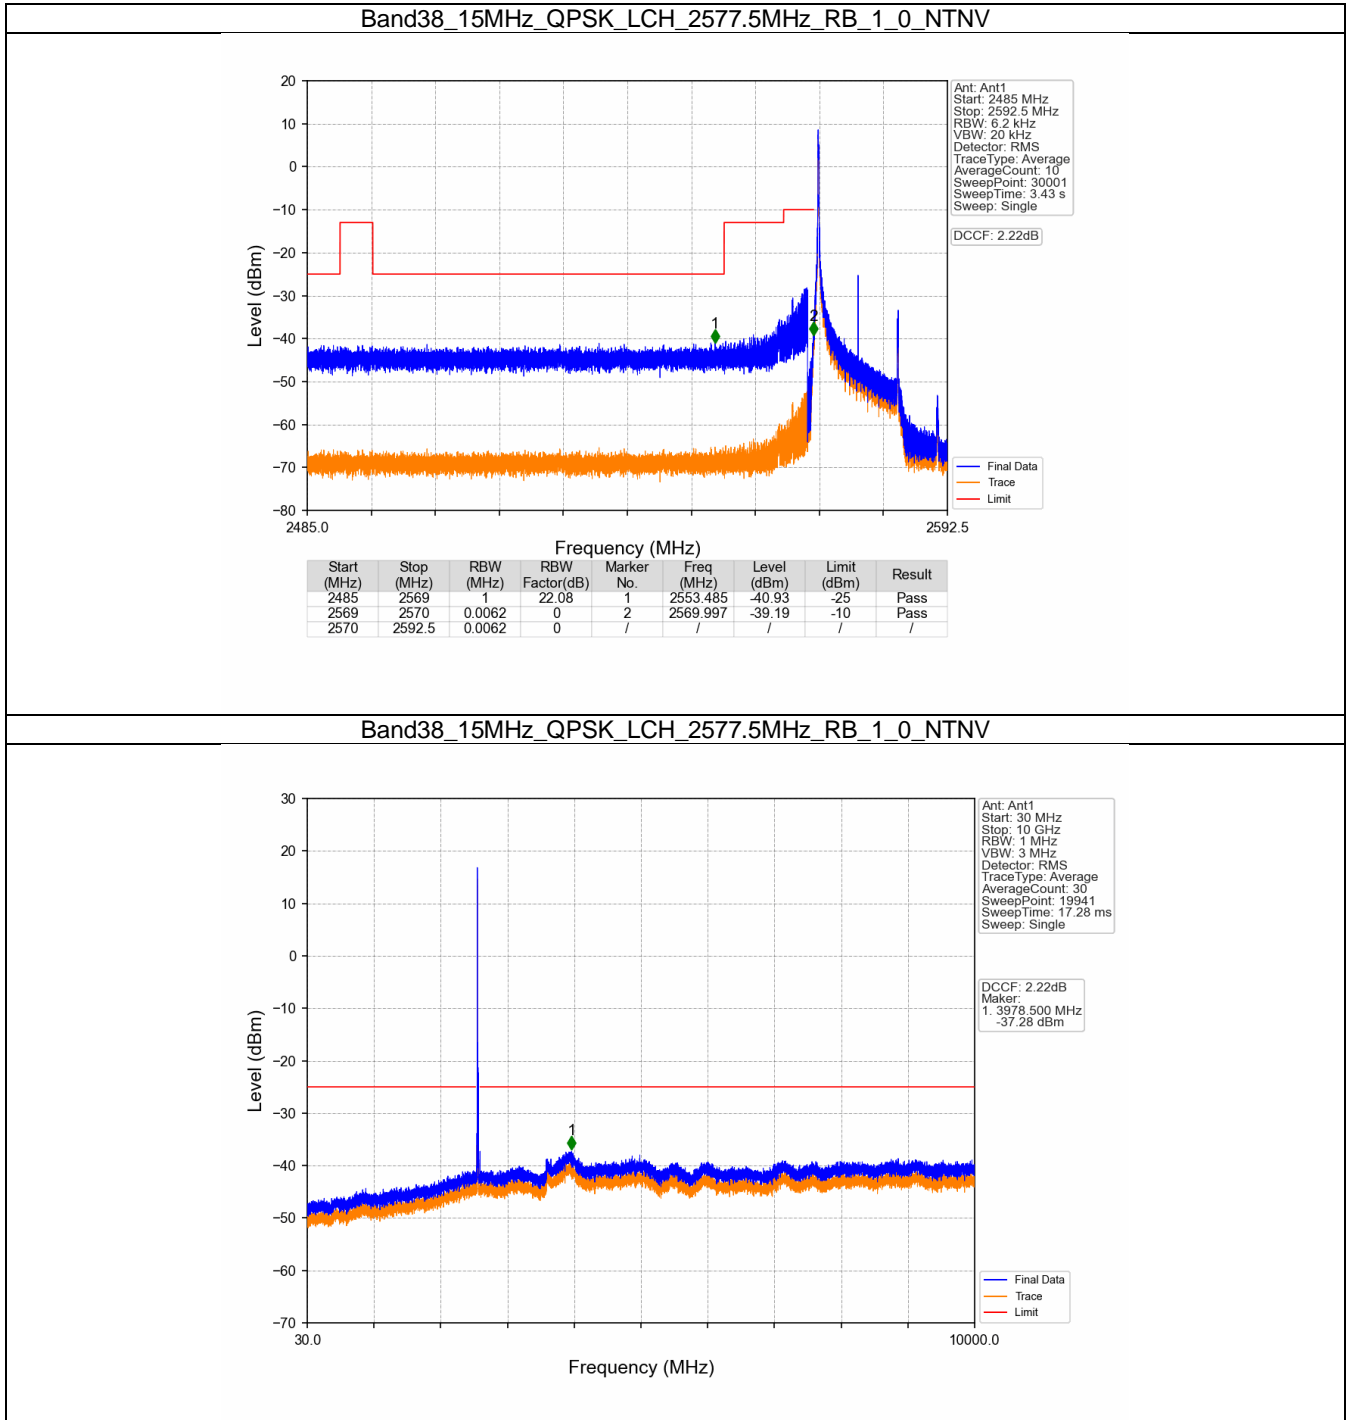 Band38_15MHz_QPSK_LCH_2577.5MHz_RB_1_0_NTNV
20
10
0
−10
−20
−30
−40
−50
−60
−70
−80
Level (dBm)
1
2
2485.0
2592.5
Frequency (MHz)
Ant: Ant1
Start: 2485 MHz
Stop: 2592.5 MHz
RBW: 6.2 kHz
VBW: 20 kHz
Detector: RMS
TraceType: Average
AverageCount: 10
SweepPoint: 30001
SweepTime: 3.43 s
Sweep: Single
DCCF: 2.22dB
Final Data
Trace
Limit
Start (MHz) Stop (MHz) RBW (MHz) RBW Factor(dB) Marker No. Freq (MHz) Level (dBm) Limit (dBm) Result
2485 2569 1 22.08 1 2553.485 -40.93 -25 Pass
2569 2570 0.0062 0 2 2569.997 -39.19 -10 Pass
2570 2592.5 0.0062 0 / / / / /
Band38_15MHz_QPSK_LCH_2577.5MHz_RB_1_0_NTNV
30
20
10
0
−10
−20
−30
−40
−50
−60
−70
Level (dBm)
1
30.0
10000.0
Frequency (MHz)
Ant: Ant1
Start: 30 MHz
Stop: 10 GHz
RBW: 1 MHz
VBW: 3 MHz
Detector: RMS
TraceType: Average
AverageCount: 30
SweepPoint: 19941
SweepTime: 17.28 ms
Sweep: Single
DCCF: 2.22dB
Maker:
1. 3978.500 MHz
-37.28 dBm
Final Data
Trace
Limit